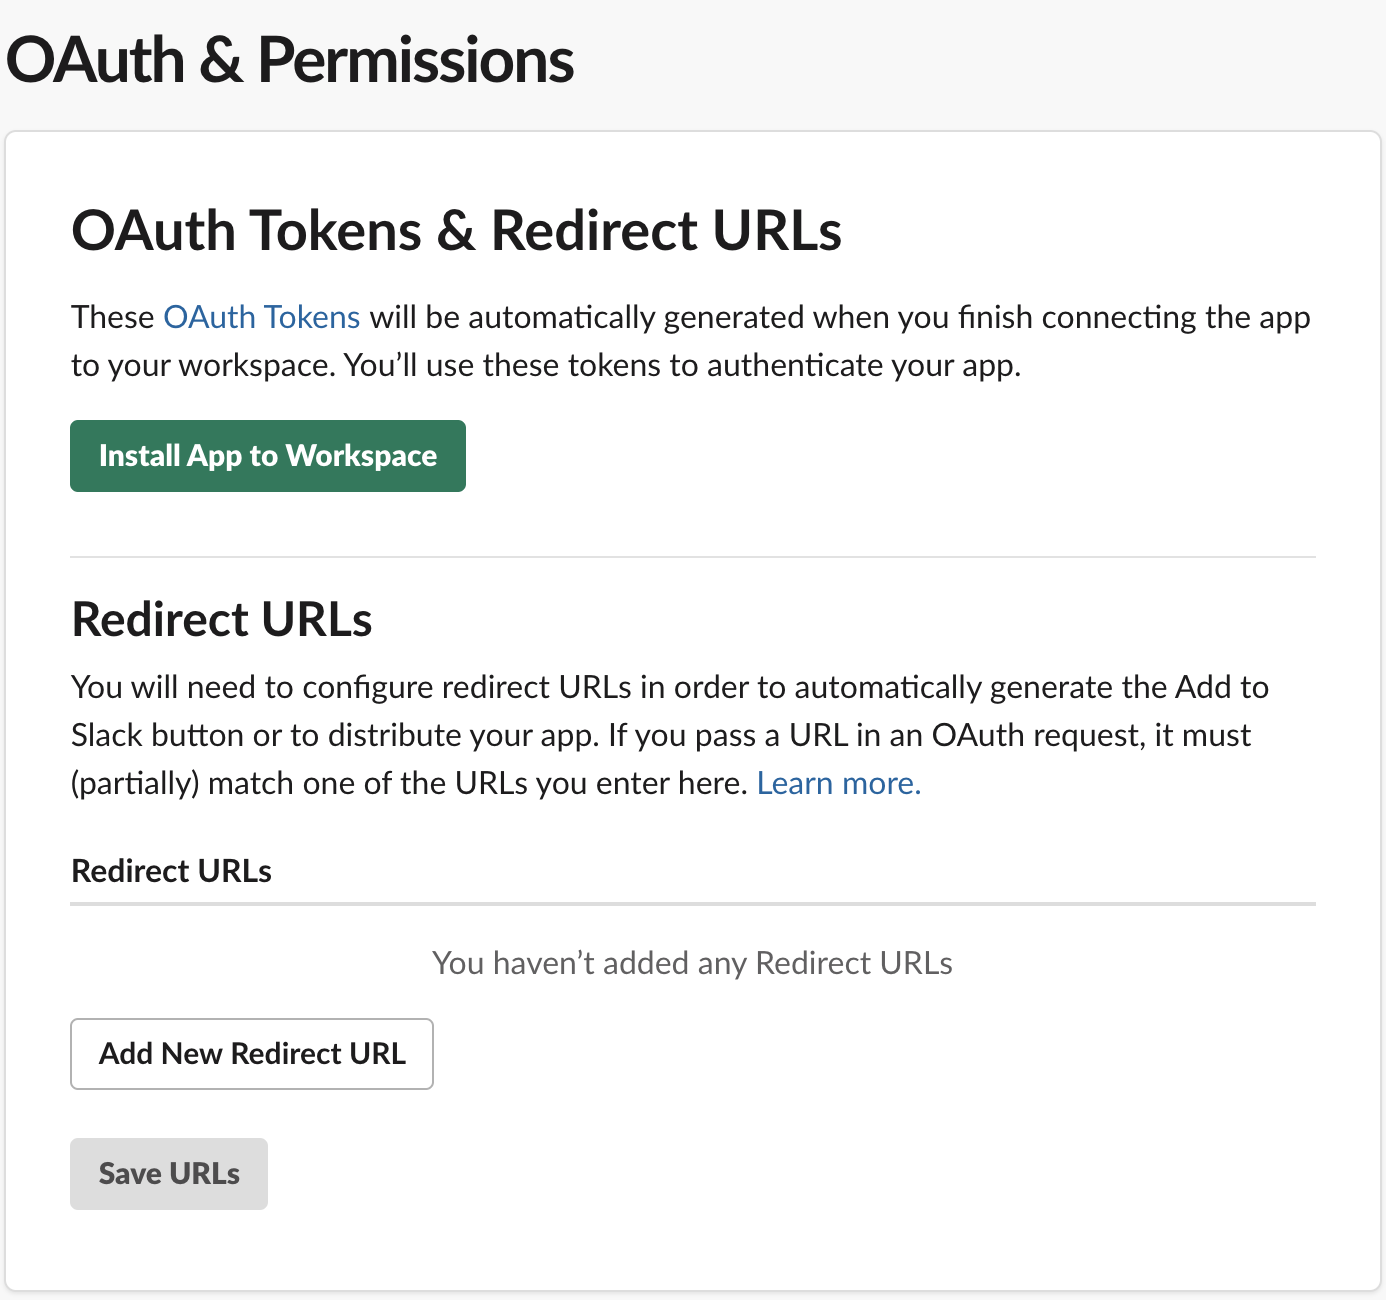 OAuth & Permissions
OAuth Tokens & Redirect URLs
These OAuth Tokens will be automatically generated when you finish connecting the app
to your workspace. You’ll use these tokens to authenticate your app.
Install App to Workspace
Redirect URLs
You will need to configure redirect URLs in order to automatically generate the Add to
Slack button or to distribute your app. If you pass a URL in an OAuth request, it must
(partially) match one of the URLs you enter here. Learn more.
Redirect URLs
You haven’t added any Redirect URLs
Add New Redirect URL
Save URLs